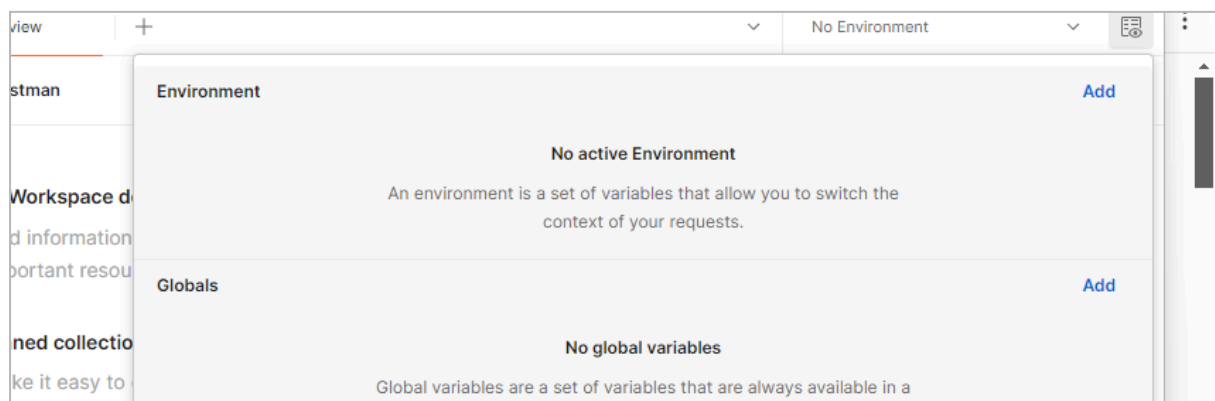 view
No Environment
stman
Environment
Add
No active Environment
An environment is a set of variables that allow you to switch the
context of your requests.
Workspace d
d information
portant resou
Globals
Add
ned collectio
No global variables
ke it easy to
Global variables are a set of variables that are always available in a